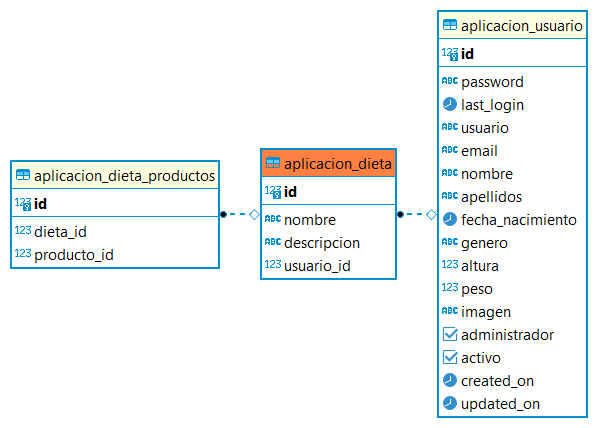 aplicacion_dieta_productos
123 id
123 dieta_id
123 producto_id
aplicacion_dieta
123 id
ABC nombre
ABC descripcion
123 usuario_id
aplicacion_usuario
123 id
ABC password
last_login
ABC usuario
ABC email
ABC nombre
ABC apellidos
fecha_nacimiento
ABC genero
123 altura
123 peso
ABC imagen
administrador
activo
created_on
updated_on